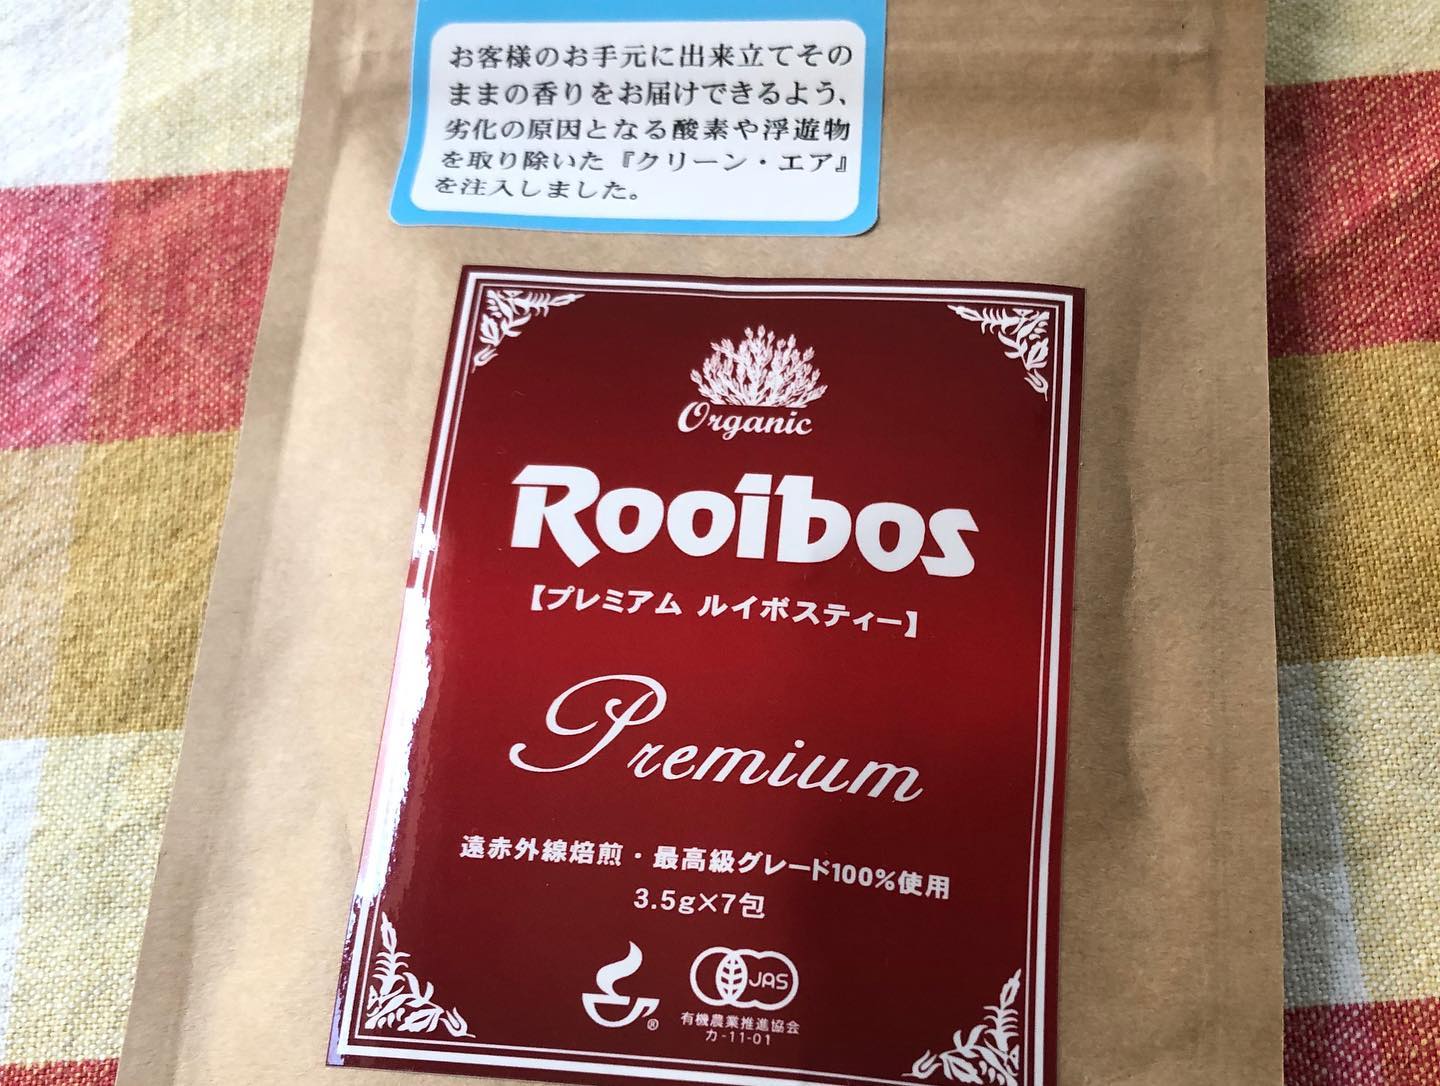 お客様のお手元に出来立てその
ままの香りをお届けできるよう、
劣化の原因となる酸素や浮遊物
を取り除いた『クリーン・エア』
を注入しました。
Organic
Rooibos
【プレミアム ルイボスティー】
Premium
遠赤外線焙煎・最高級グレード100%使用
3.5g×7包
®
JAS
有機農業推進協会
カ-11-01